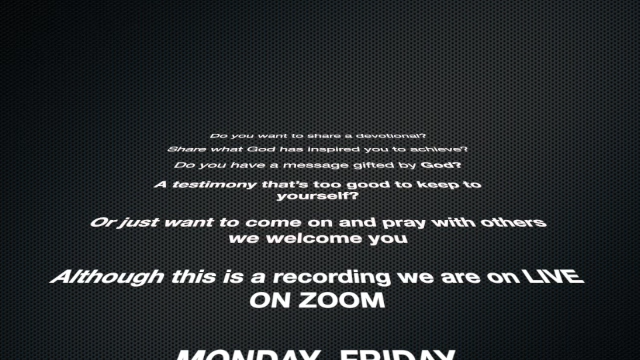 Do you want to share a devotional?
Share what God has inspired you to achieve?
Do you have a message gifted by God?
A testimony that's too good to keep to
yourself?
Or just want to come on and pray with others
we welcome you
Although this is a recording we are on LIVE
ON ZOOM
MONDAY FRIDAY